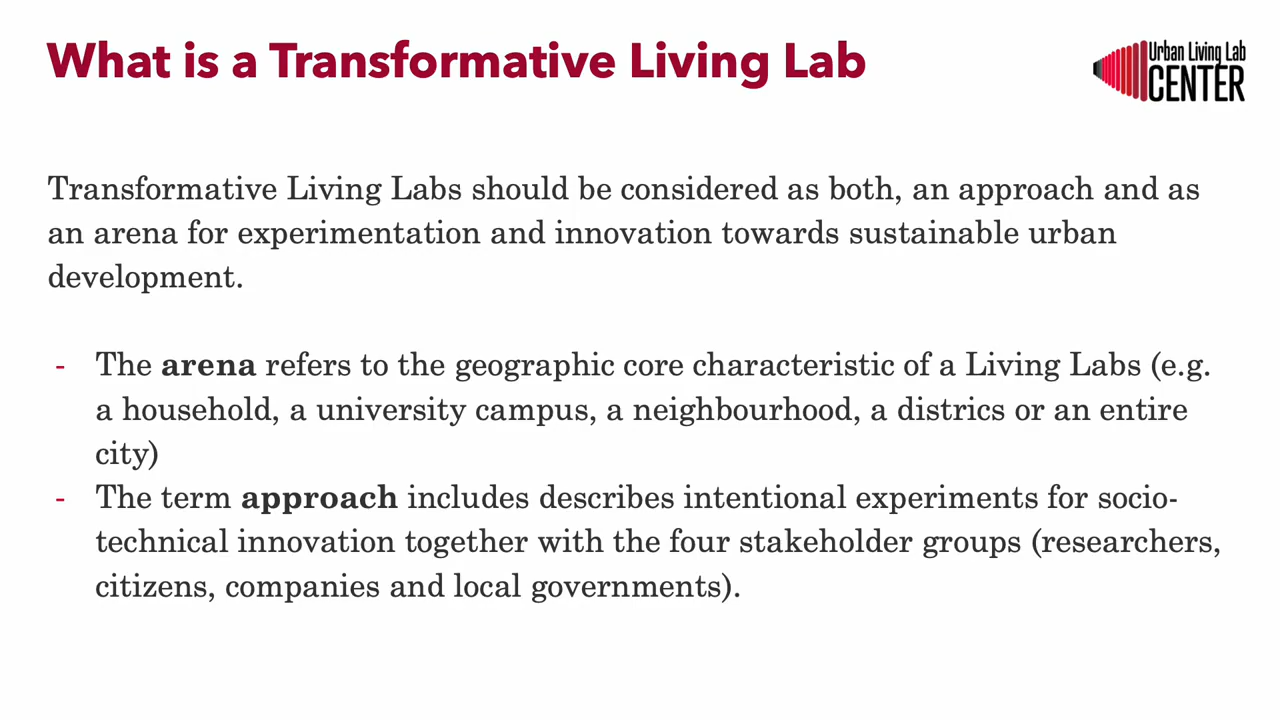 What is a Transformative Living Lab
Urban Living Lab
CENTER
Transformative Living Labs should be considered as both, an approach and as
an arena for experimentation and innovation towards sustainable urban
development.
- The arena refers to the geographic core characteristic of a Living Labs (e.g.
a household, a university campus, a neighbourhood, a districs or an entire
city)
- The term approach includes describes intentional experiments for socio-
technical innovation together with the four stakeholder groups (researchers,
citizens, companies and local governments).